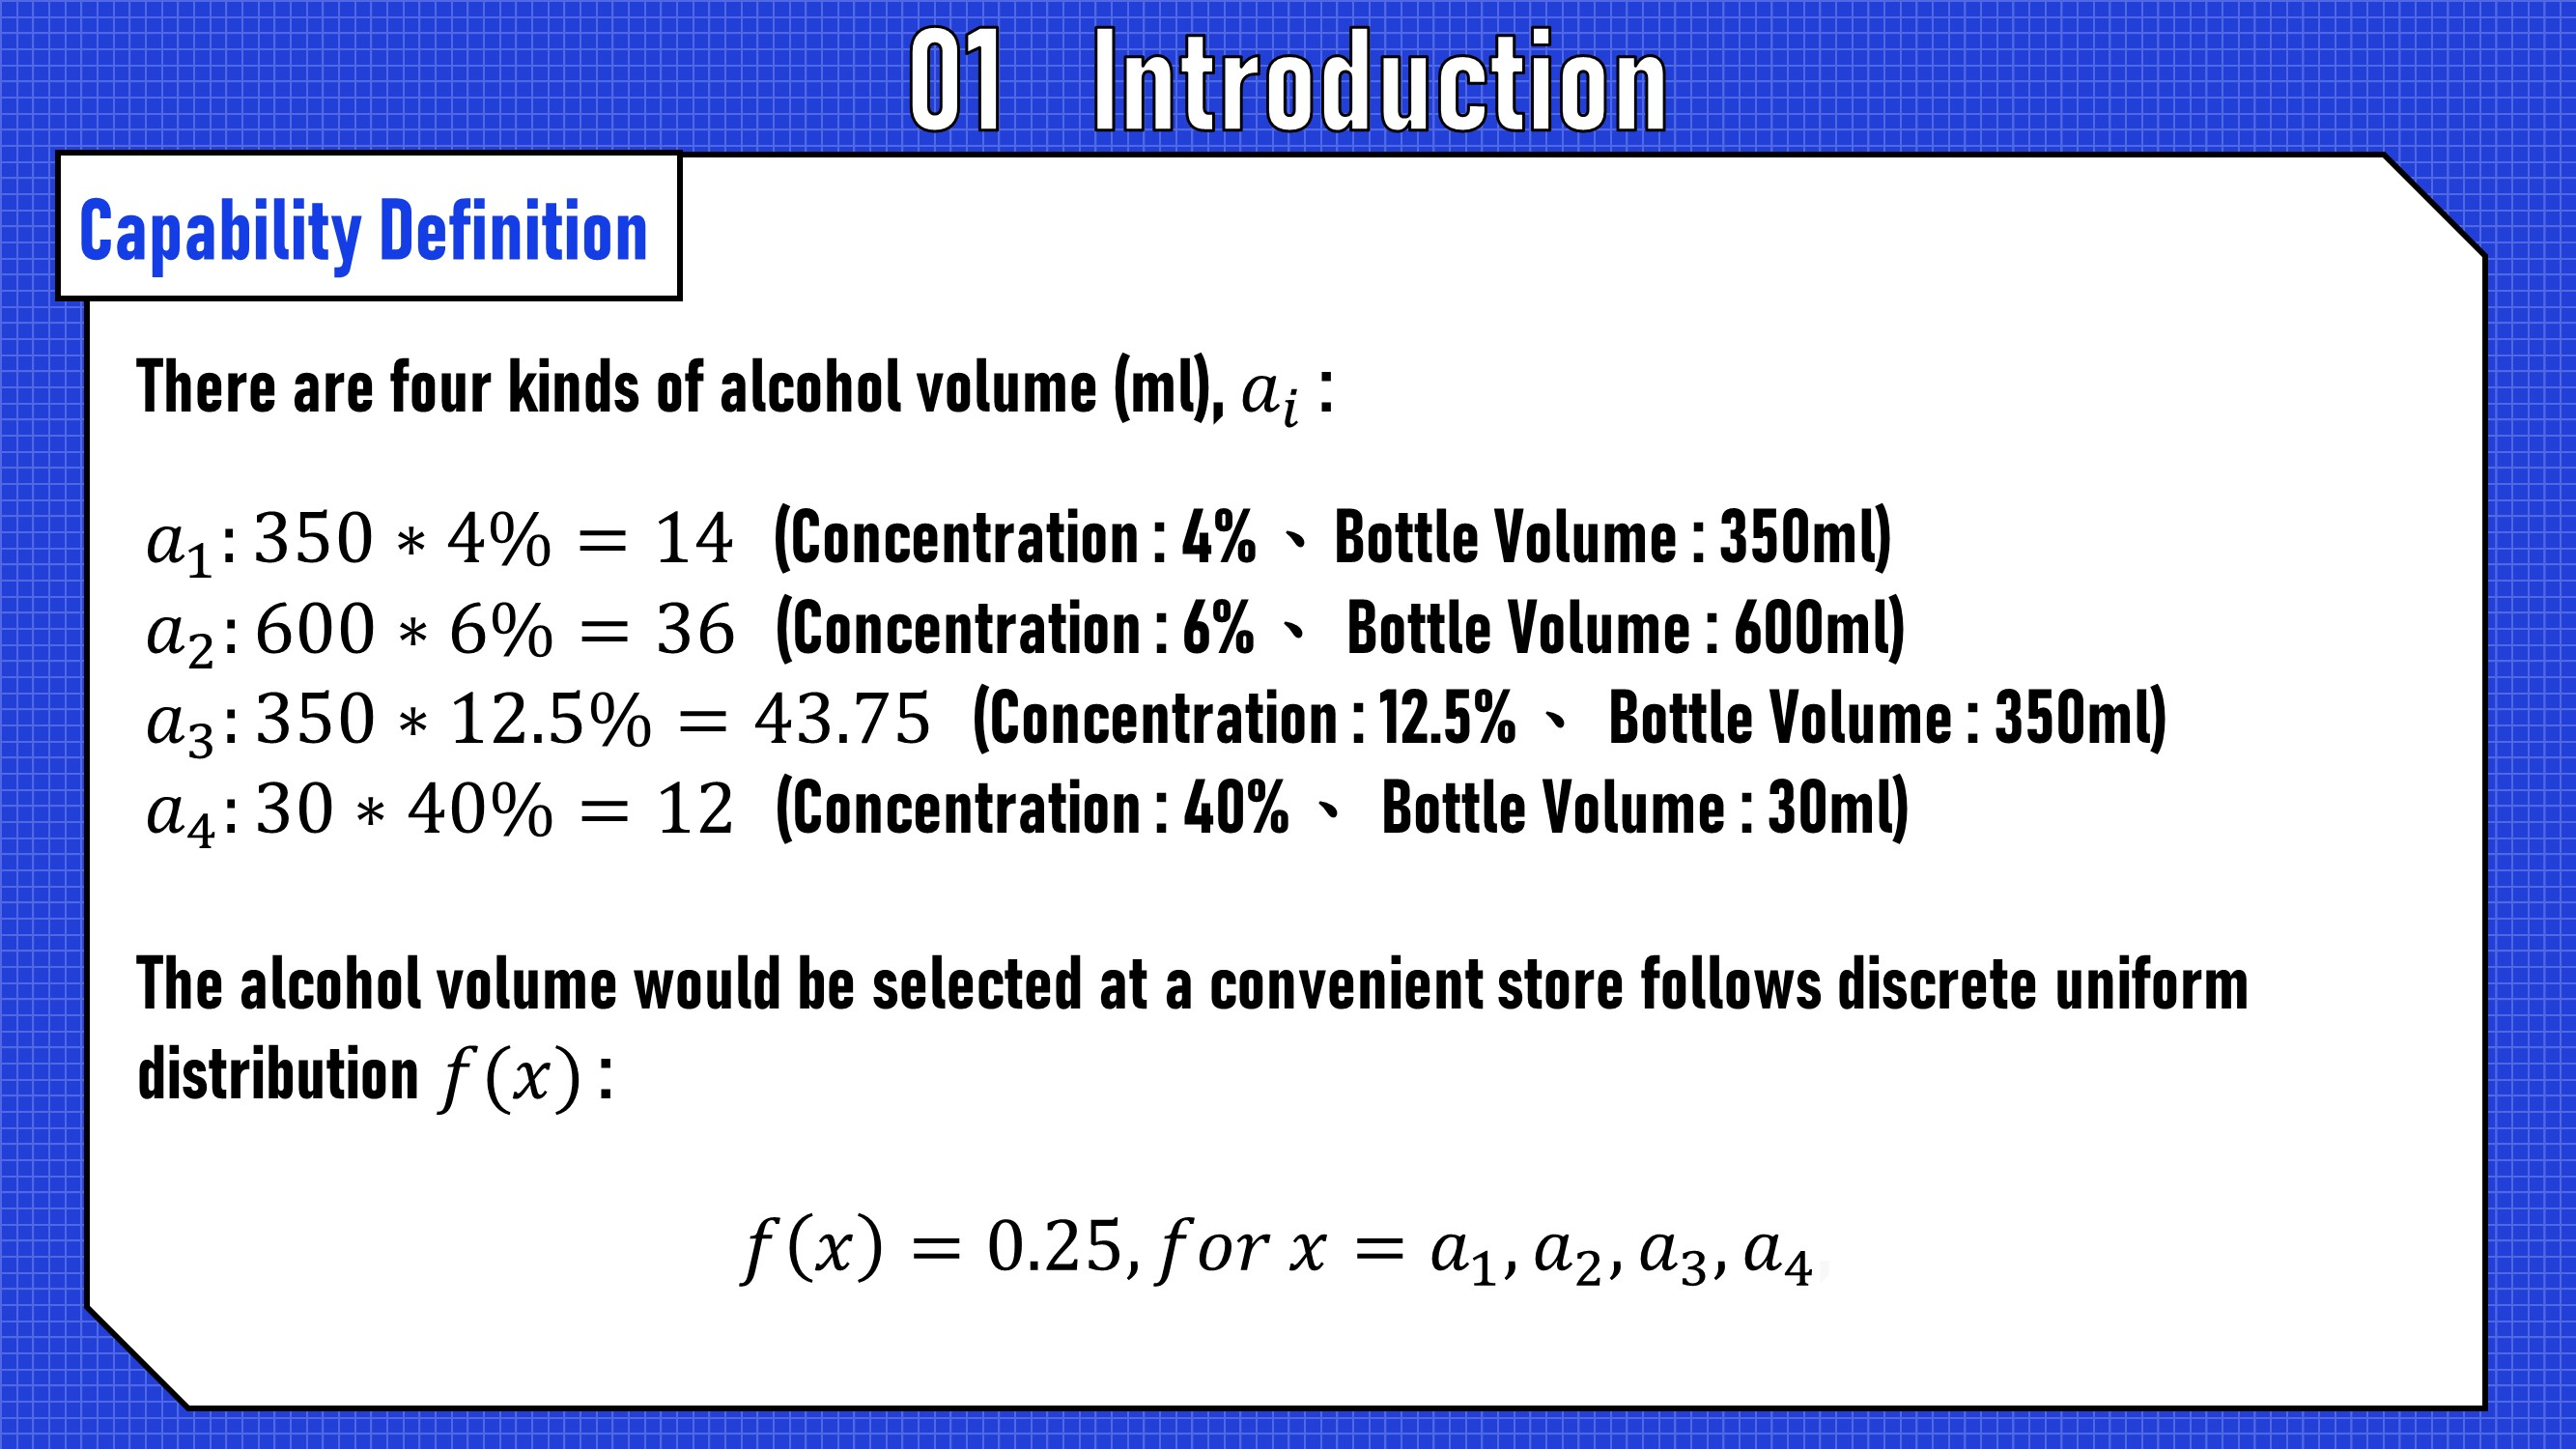 01 Introduction
Capability Definition
There are four kinds of alcohol volume (ml), aᵢ :
a₁: 350 * 4% = 14 (Concentration : 4% 、 Bottle Volume : 350ml)
a₂: 600 * 6% = 36 (Concentration : 6% 、 Bottle Volume : 600ml)
a₃: 350 * 12.5% = 43.75 (Concentration : 12.5% 、 Bottle Volume : 350ml)
a₄: 30 * 40% = 12 (Concentration : 40% 、 Bottle Volume : 30ml)
The alcohol volume would be selected at a convenient store follows discrete uniform
distribution f(x) :
f(x) = 0.25, for x = a₁, a₂, a₃, a₄